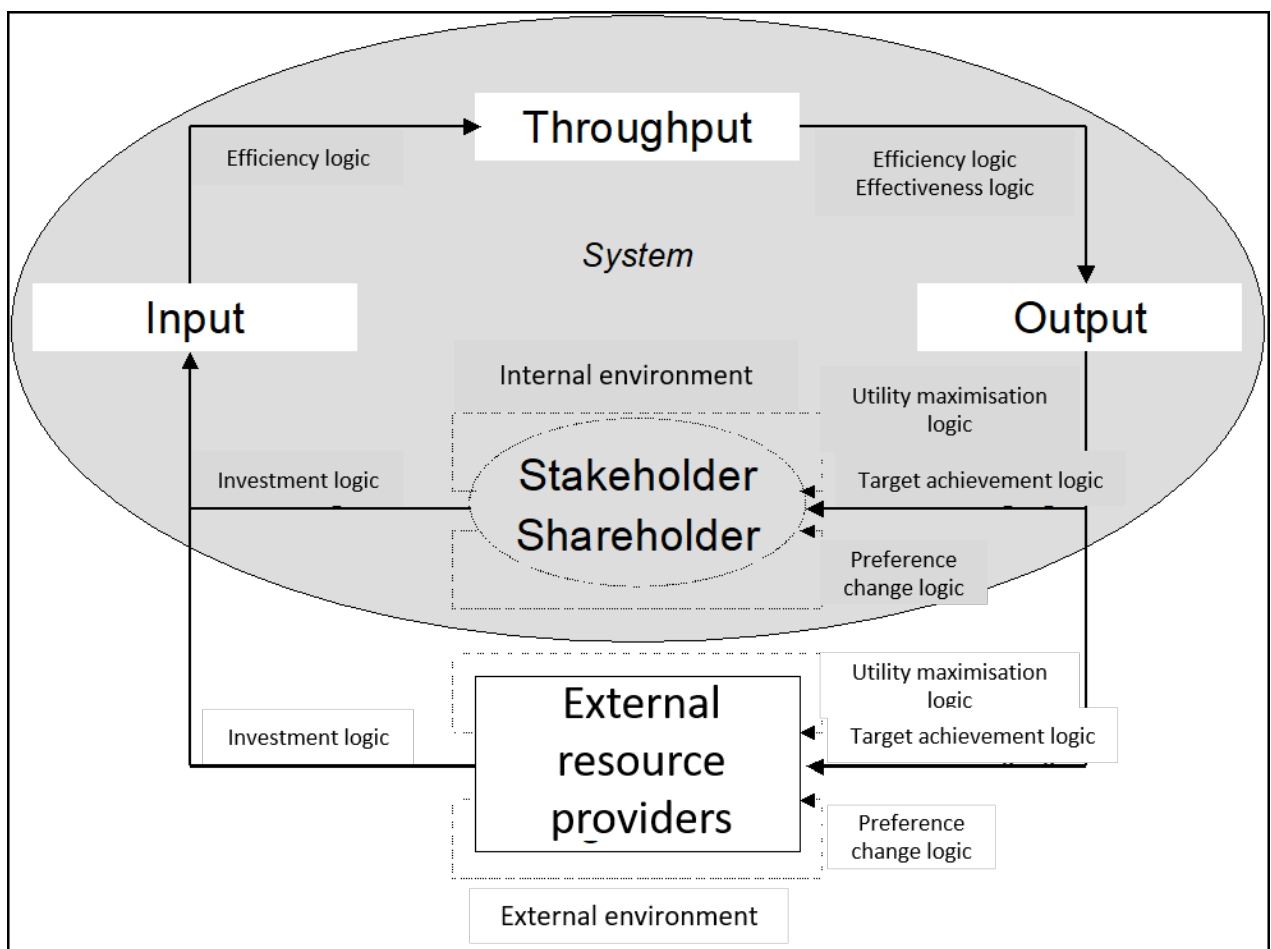 Throughput
Efficiency logic
Efficiency logic
Effectiveness logic
System
Input
Output
Internal environment
Utility maximisation
logic
Stakeholder
Shareholder
Investment logic
Target achievement logic
Preference
change logic
Utility maximisation
logic
External
resource
providers
Investment logic
Target achievement logic
Preference
change logic
External environment